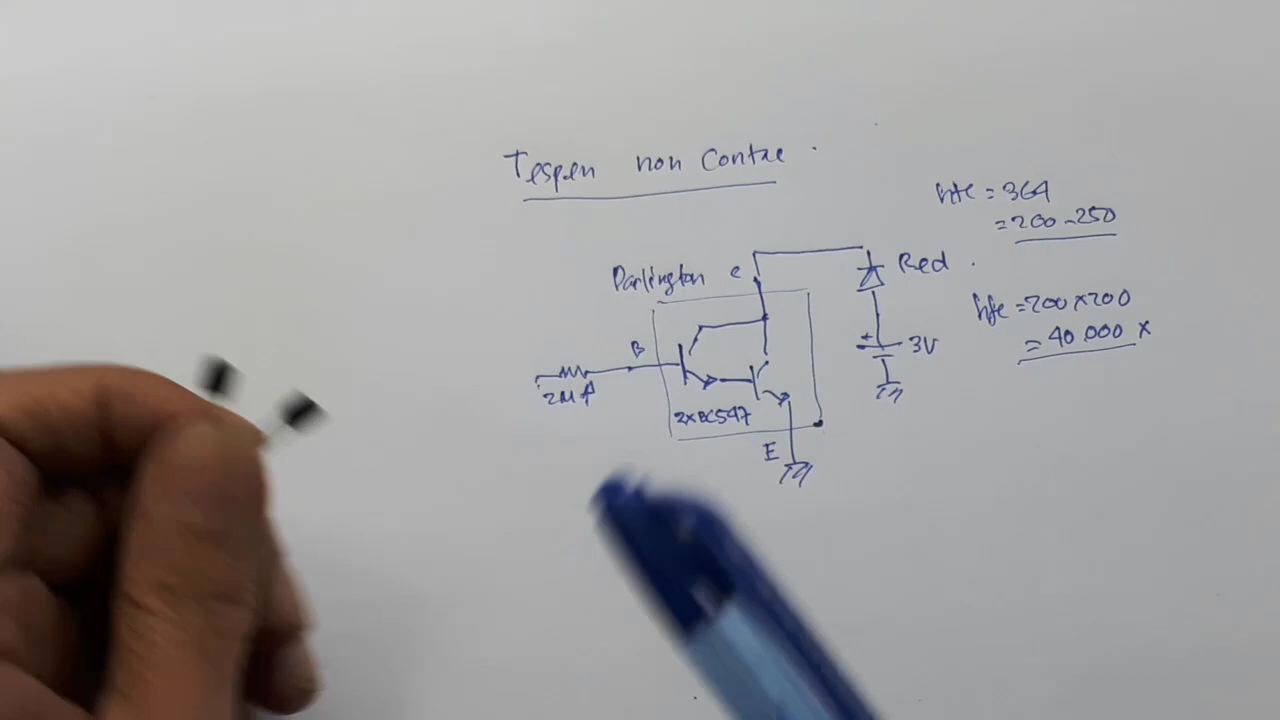 Tespen non Contac
hfe = 364
= 200 - 250
Darlington C
Red
hfe = 200 x 200
= 40.000 x
B
+
3V
2M
2xBC547
E